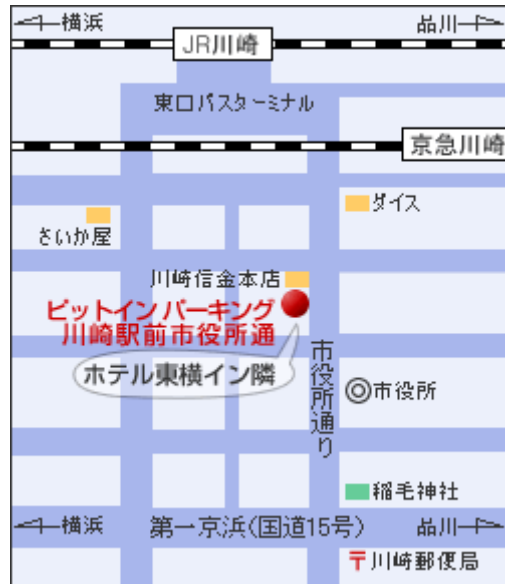 横浜
品川
JR川崎
東口バスターミナル
京急川崎
ダイス
さいか屋
川崎信金本店
ピットインパーキング
川崎駅前市役所通
ホテル東横イン隣
市役所通り
市役所
稲毛神社
横浜
第一京浜(国道15号)
品川
〒川崎郵便局